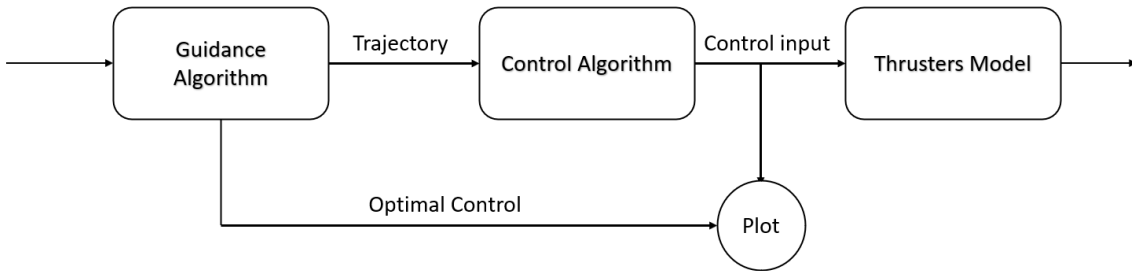 Guidance
Algorithm
Trajectory
Control Algorithm
Control input
Thrusters Model
Optimal Control
Plot